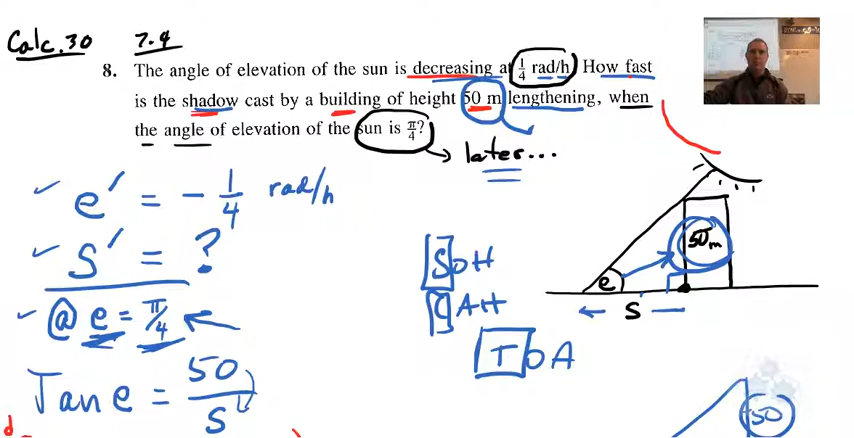 Calc.30 7.4
8. The angle of elevation of the sun is decreasing at 1/4 rad/h. How fast
is the shadow cast by a building of height 50 m lengthening, when
the angle of elevation of the sun is π/4?
later...
✓ e′ = − 1/4 rad/h
✓ s′ = ?
✓ @ e = π/4 ←
Tan e = 50/s
SOH
CAH
TOA
50m
e
← s
50
d